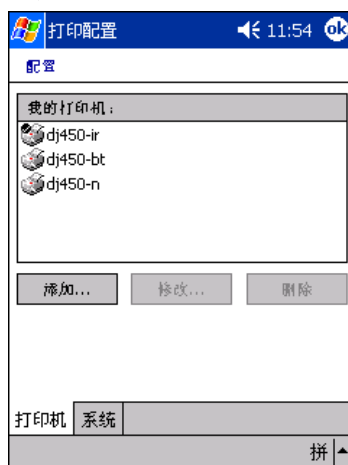 打印配置 11:54 ok
配置
我的打印机：
dj450-ir
dj450-bt
dj450-n
添加... 修改... 删除
打印机 系统
拼